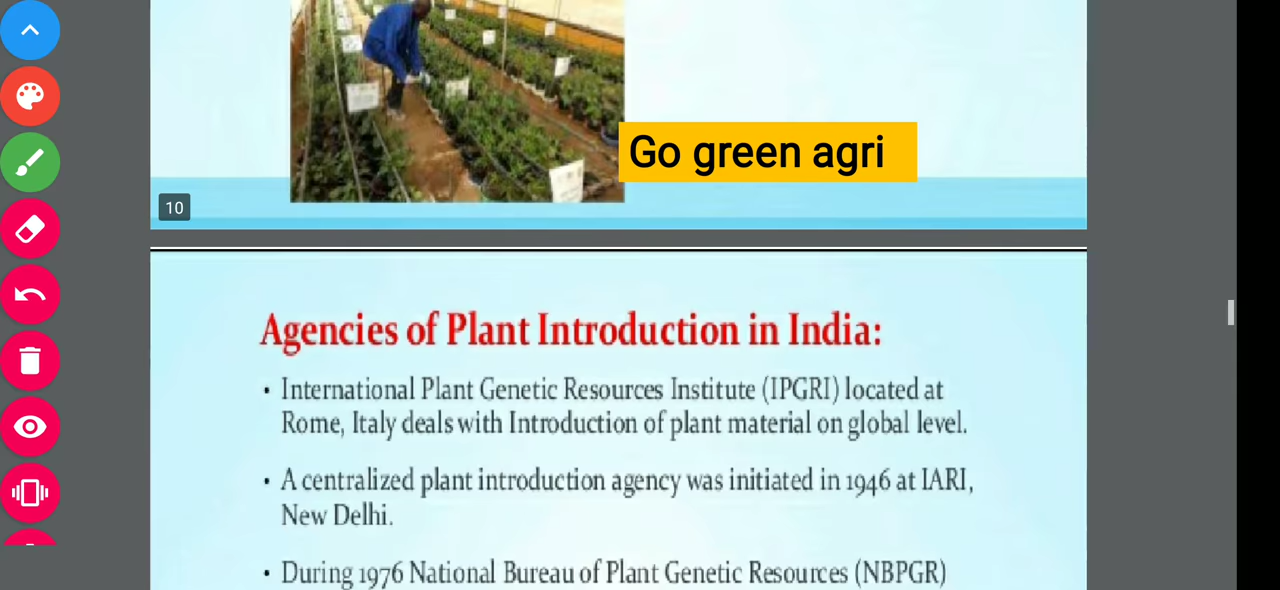 Go green agri
10
Agencies of Plant Introduction in India:
• International Plant Genetic Resources Institute (IPGRI) located at
Rome, Italy deals with Introduction of plant material on global level.
• A centralized plant introduction agency was initiated in 1946 at IARI,
New Delhi.
• During 1976 National Bureau of Plant Genetic Resources (NBPGR)